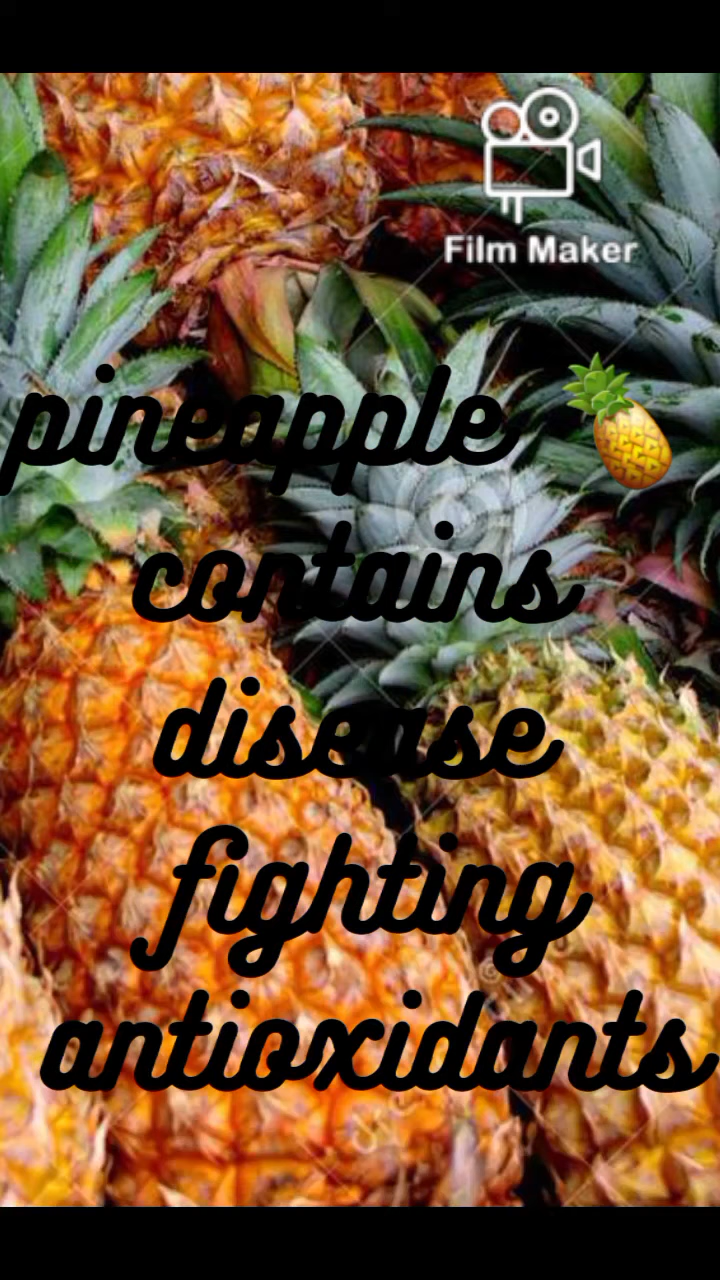 Film Maker
pineapple 🍍
contains
disease
fighting
antioxidants